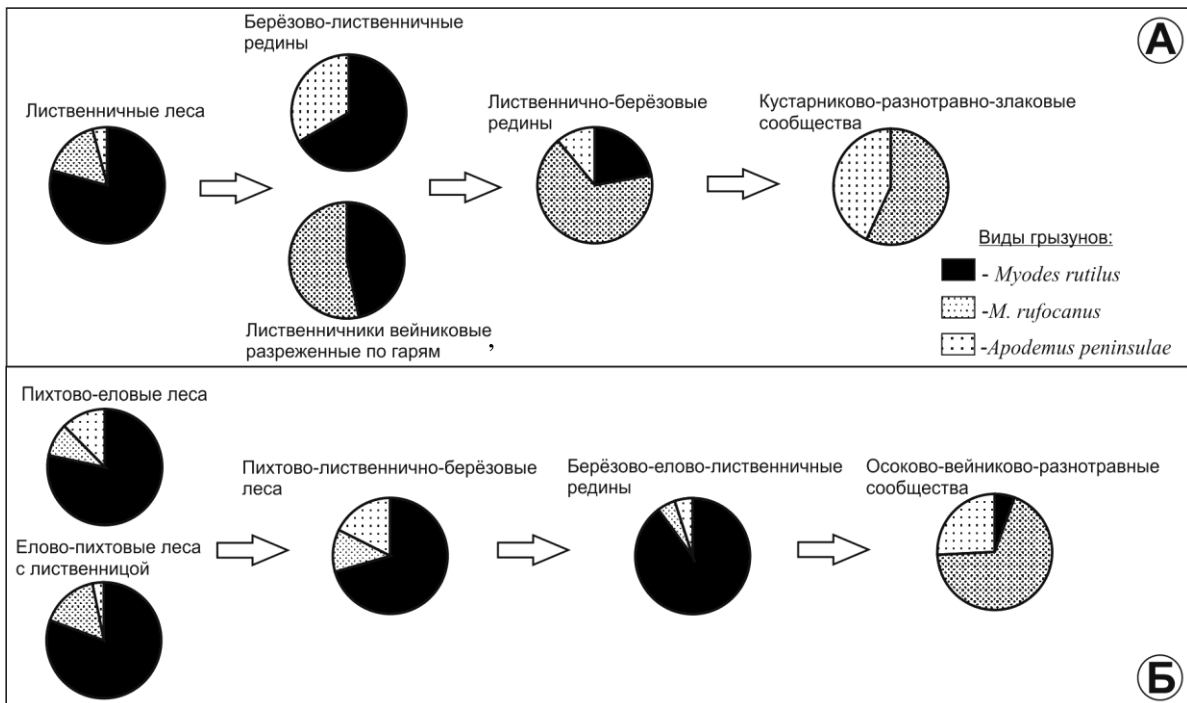 А
Берёзово-лиственничные
редины
Лиственничные леса
Лиственнично-берёзовые
редины
Кустарниково-разнотравно-злаковые
сообщества
Лиственничники вейниковые
разреженные по гарям ,
Виды грызунов:
- Myodes rutilus
-M. rufocanus
-Apodemus peninsulae
Пихтово-еловые леса
Елово-пихтовые леса
с лиственницой
Пихтово-лиственнично-берёзовые
леса
Берёзово-елово-лиственничные
редины
Осоково-вейниково-разнотравные
сообщества
Б